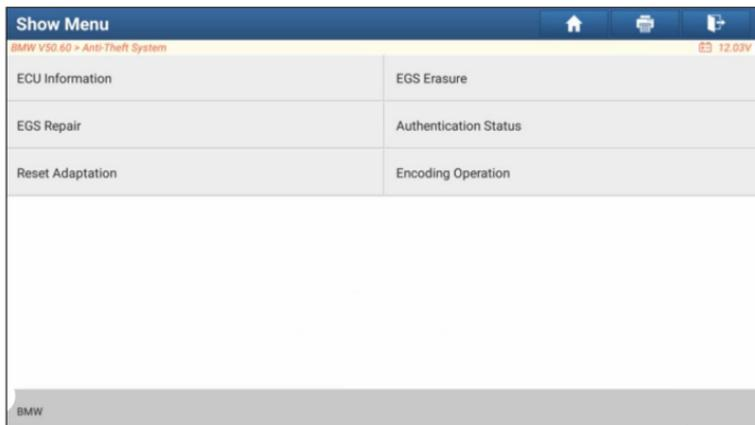 Show Menu
BMW V50.60 > Anti-Theft System
12.03V
ECU Information
EGS Erasure
EGS Repair
Authentication Status
Reset Adaptation
Encoding Operation
BMW